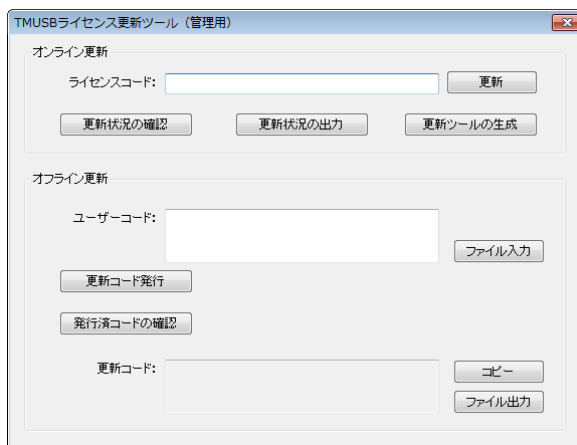 TMUSBライセンス更新ツール（管理用）
オンライン更新
ライセンスコード:
更新
更新状況の確認
更新状況の出力
更新ツールの生成
オフライン更新
ユーザーコード:
ファイル入力
更新コード発行
発行済コードの確認
更新コード:
コピー
ファイル出力